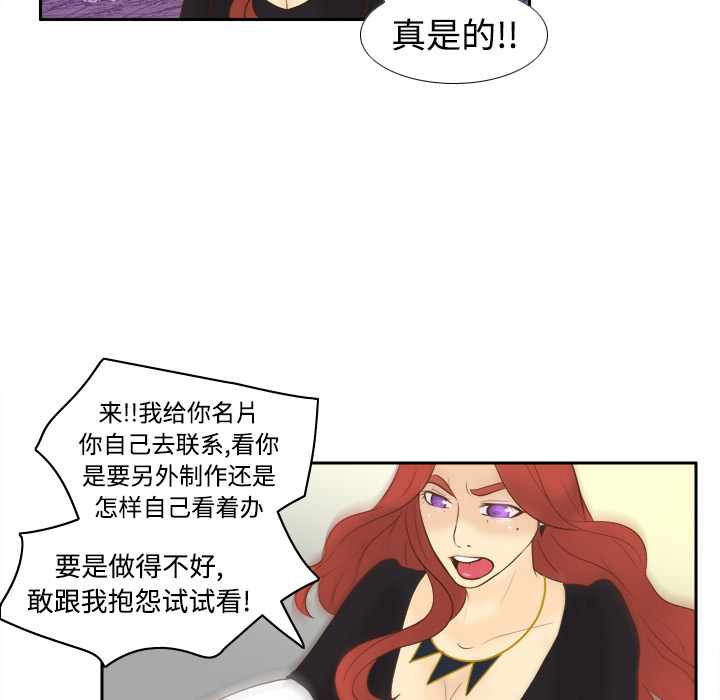 真是的!!
来!!我给你名片
你自己去联系,看你
是要另外制作还是
怎样自己看着办
要是做得不好,
敢跟我抱怨试试看!